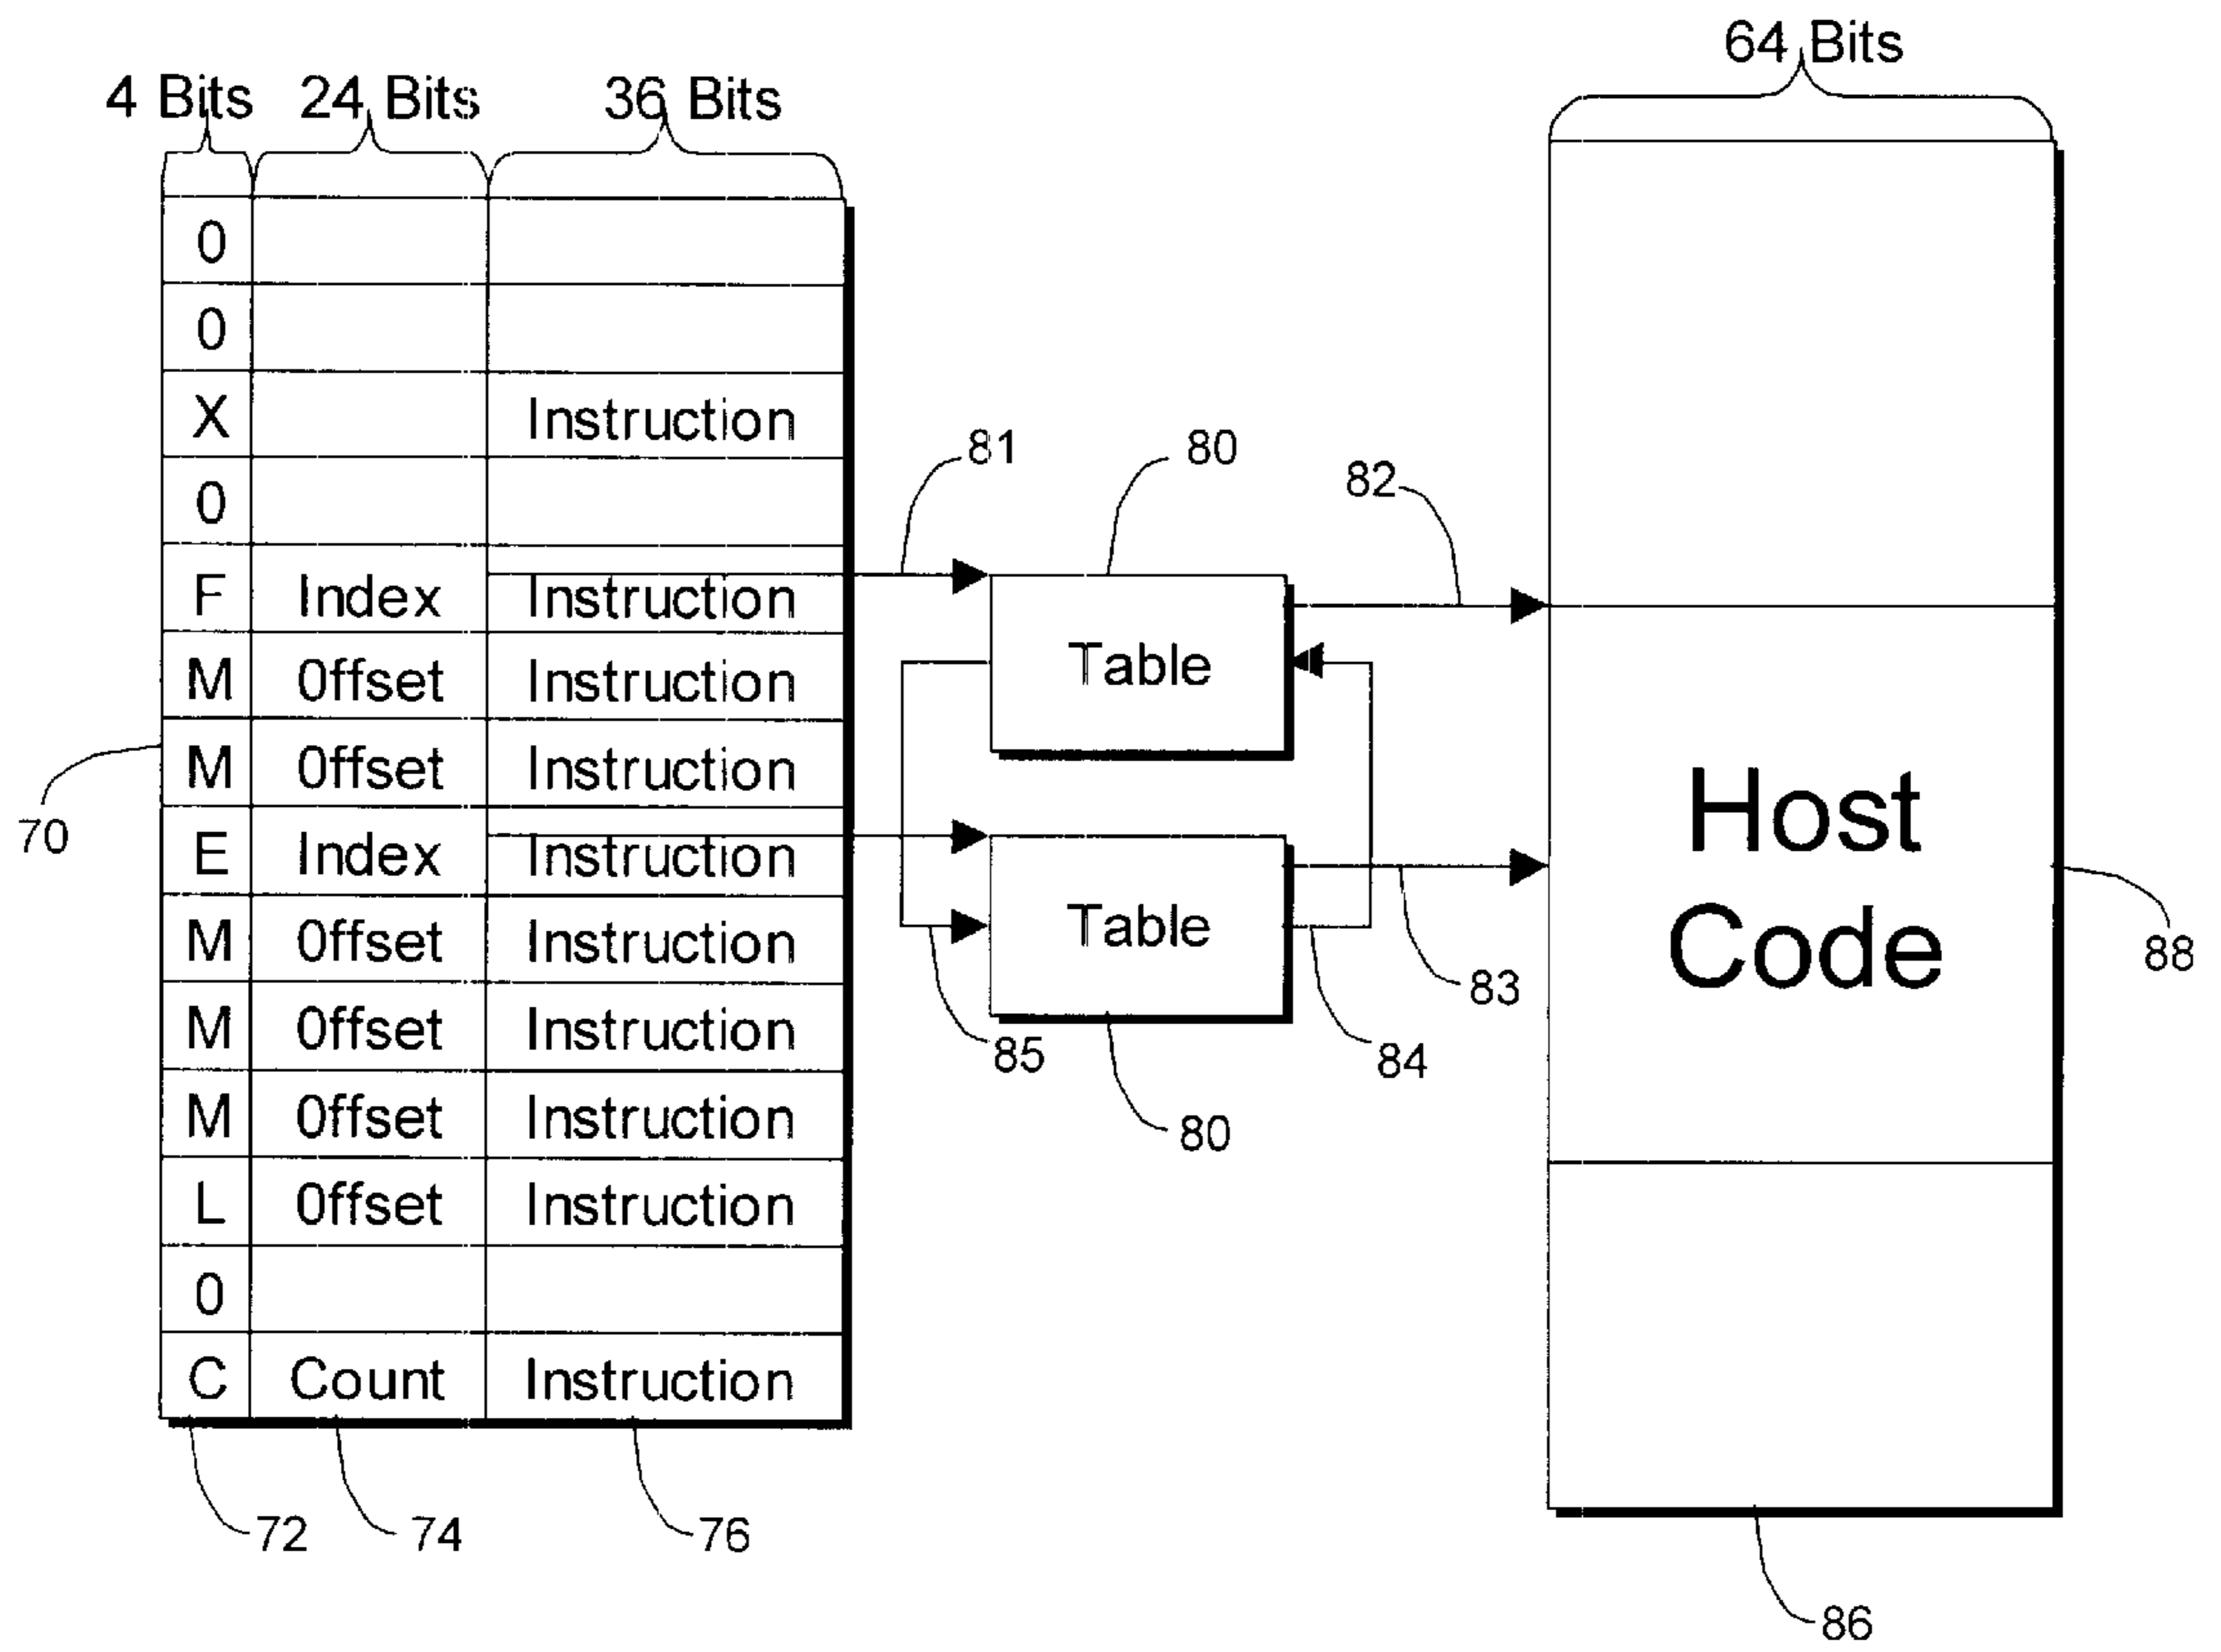 64 Bits
4 Bits 24 Bits 36 Bits
0
0
X Instruction
0
F Index Instruction
M Offset Instruction
M Offset Instruction
E Index Instruction
M Offset Instruction
M Offset Instruction
M Offset Instruction
L Offset Instruction
0
C Count Instruction
70
72
74
76
81
80
82
Table
Table
85
84
83
80
Host
Code
88
86